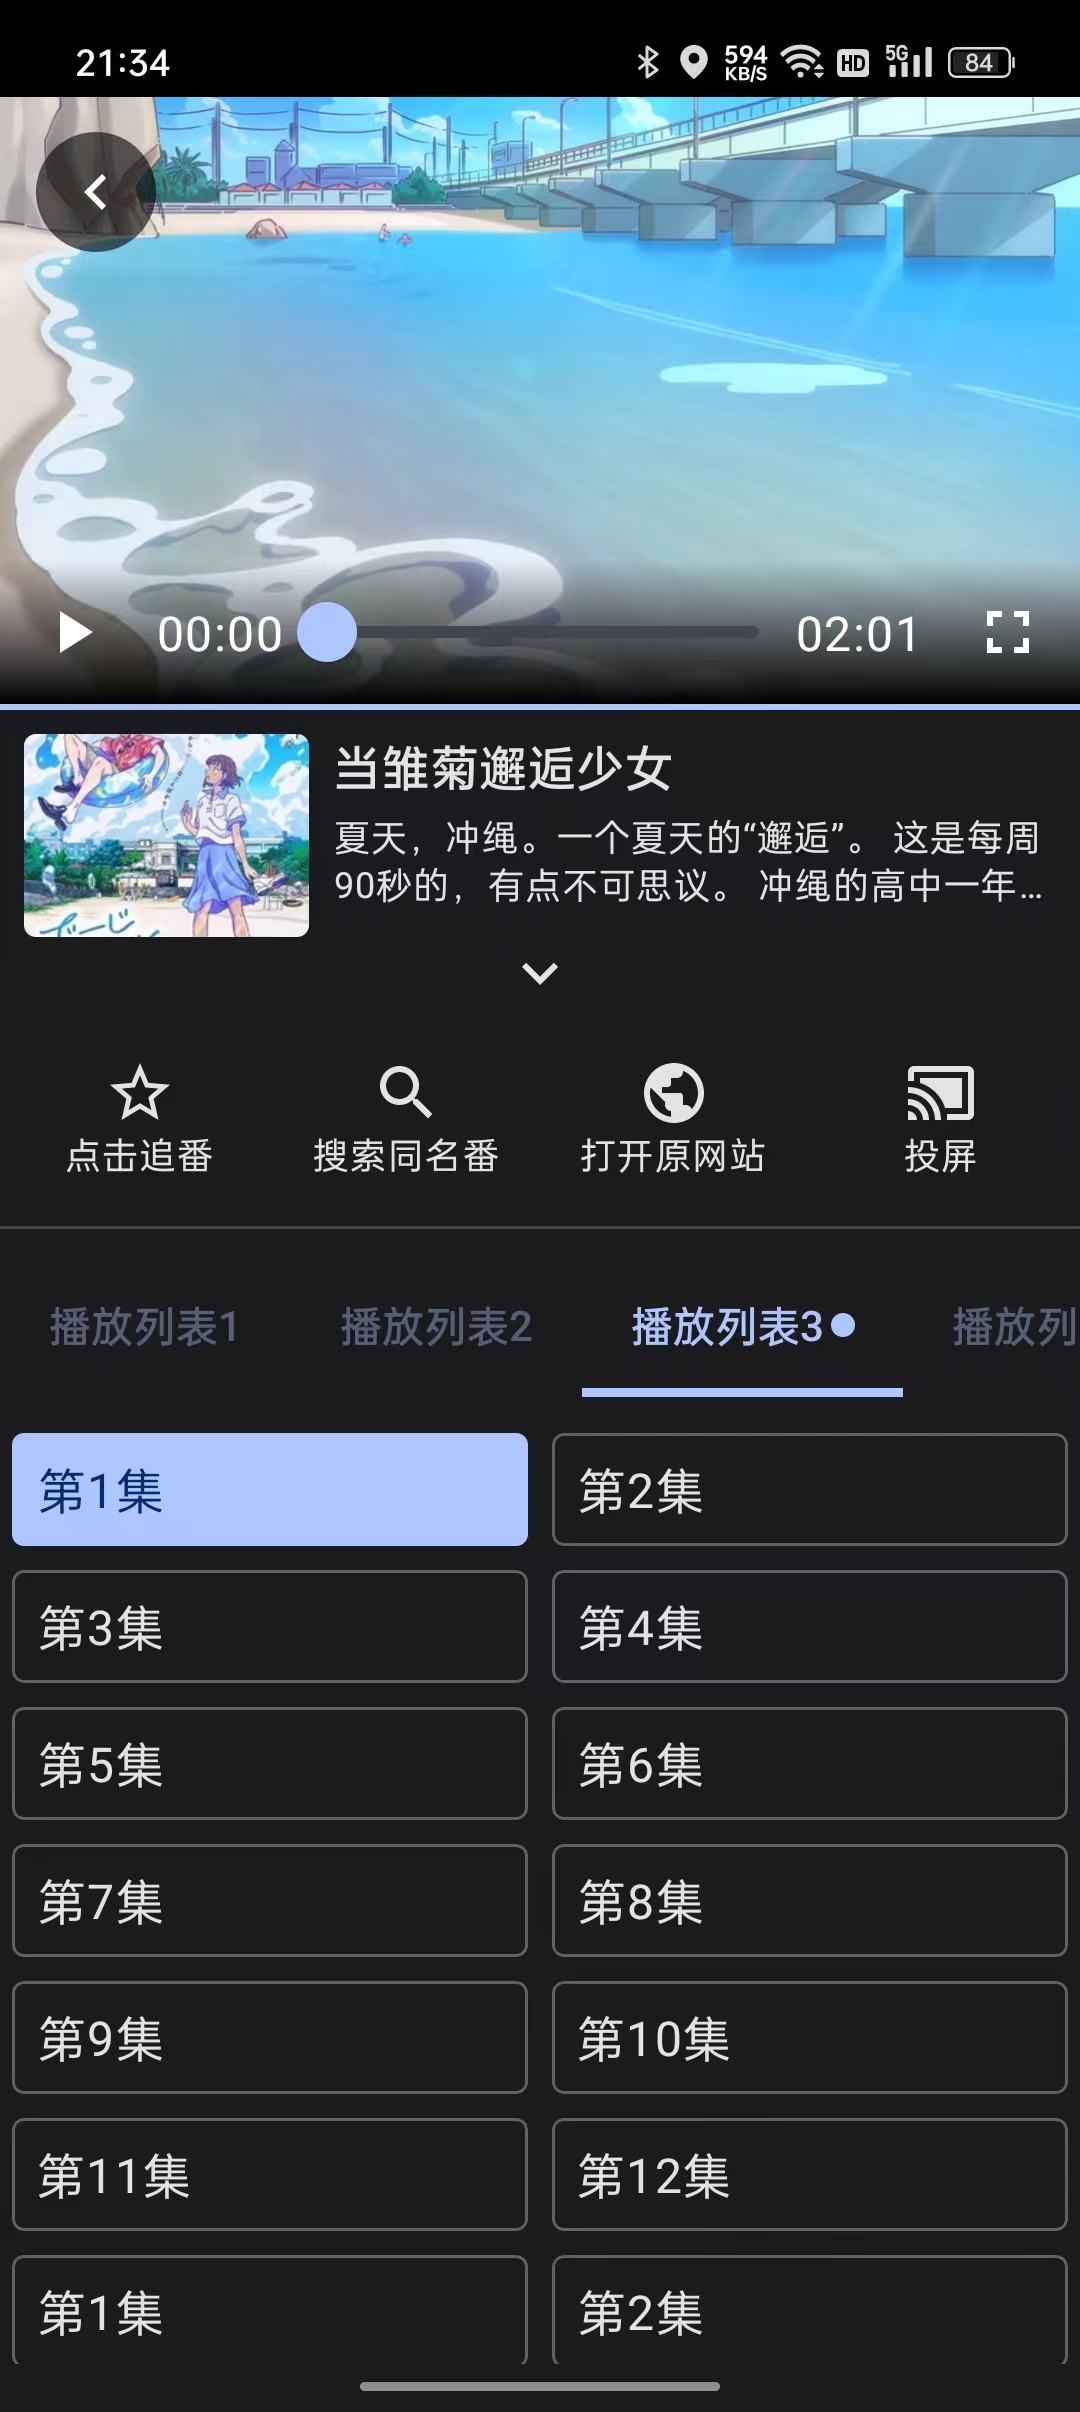 21:34
594
KB/S
HD
5G
84
00:00
02:01
当雏菊邂逅少女
夏天，冲绳。一个夏天的“邂逅”。 这是每周
90秒的，有点不可思议。 冲绳的高中一年...
点击追番
搜索同名番
打开原网站
投屏
播放列表1
播放列表2
播放列表3
播放列
第1集
第2集
第3集
第4集
第5集
第6集
第7集
第8集
第9集
第10集
第11集
第12集
第1集
第2集